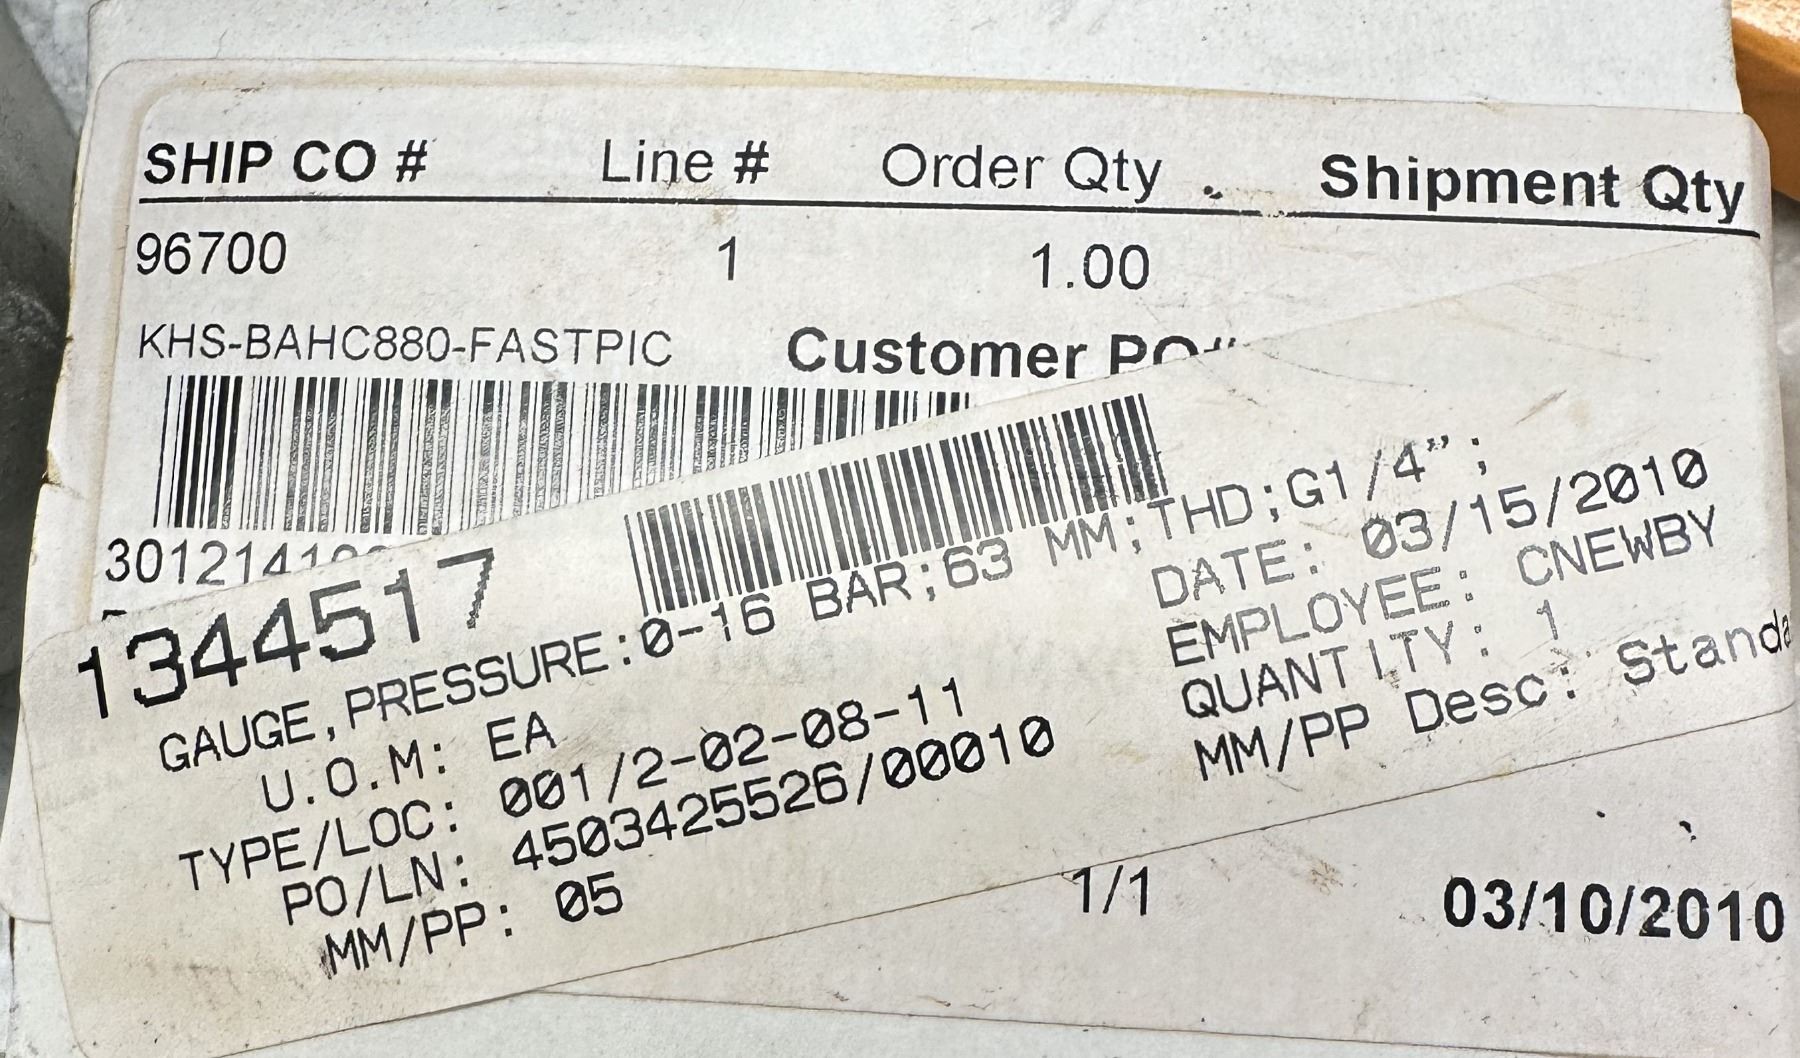 SHIP CO # Line # Order Qty Shipment Qty
96700 1 1.00
KHS-BAHC880-FASTPIC Customer
1344517
GAUGE,PRESSURE:0-16 BAR;63 MM;THD;G1/4";
U.O.M: EA
TYPE/LOC: 001/2-02-08-11
PO/LN: 4503425526/00010
MM/PP: 05
DATE: 03/15/2010
EMPLOYEE: CNEWBY
QUANTITY: 1
MM/PP Desc:
1/1 03/10/2010